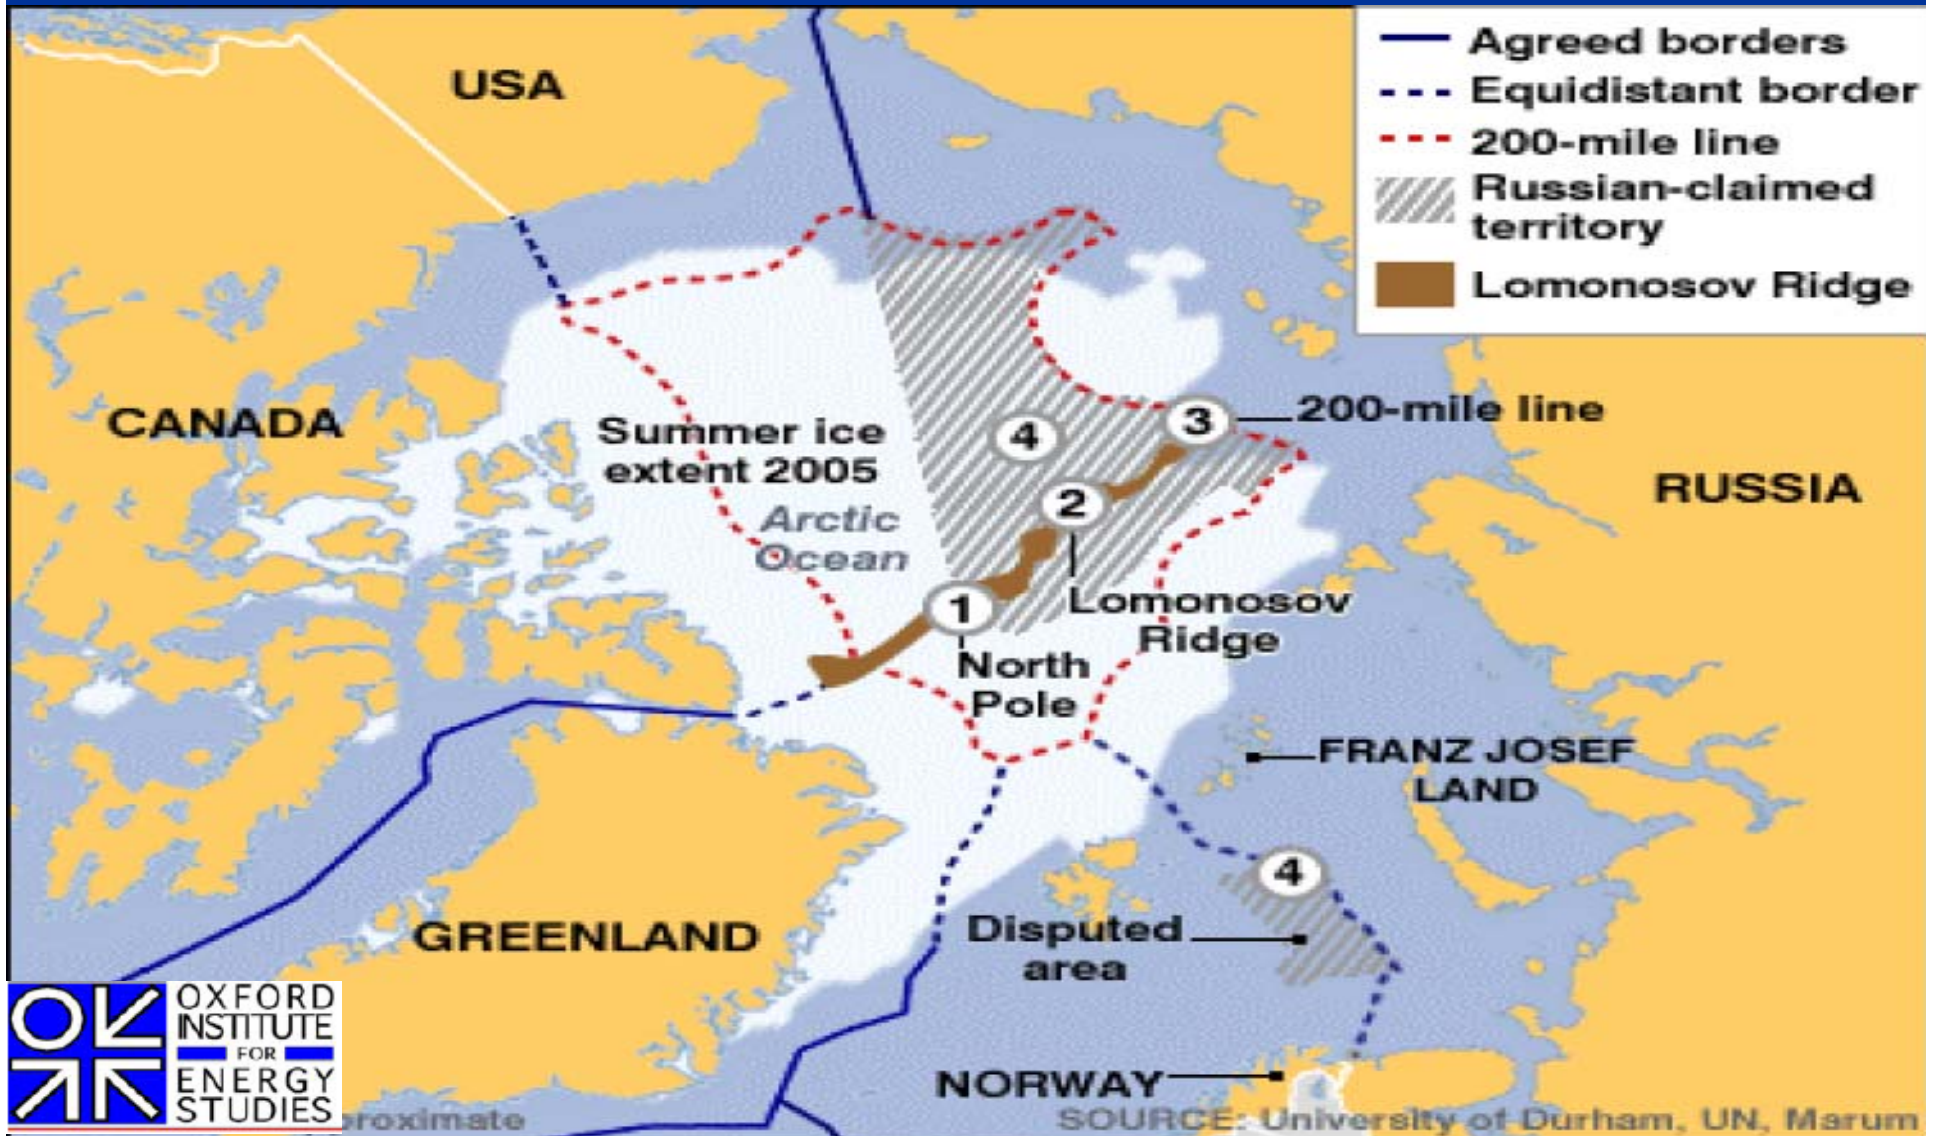 Agreed borders
Equidistant border
200-mile line
Russian-claimed
territory
Lomonosov Ridge
USA
CANADA
Summer ice
extent 2005
Arctic
Ocean
4
3
200-mile line
2
RUSSIA
1
Lomonosov
Ridge
North
Pole
FRANZ JOSEF
LAND
4
Disputed
area
GREENLAND
NORWAY
OXFORD
INSTITUTE
FOR
ENERGY
STUDIES
proximate
SOURCE: University of Durham, UN, Marum